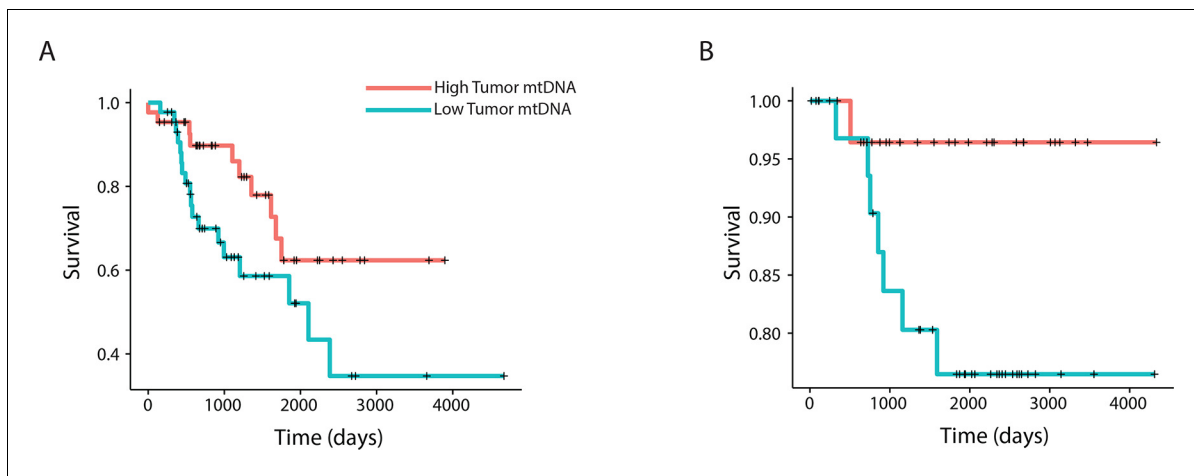 A
High Tumor mtDNA
Low Tumor mtDNA
1.0
0.8
0.6
0.4
Survival
0 1000 2000 3000 4000
Time (days)
B
1.00
0.95
0.90
0.85
0.80
Survival
0 1000 2000 3000 4000
Time (days)